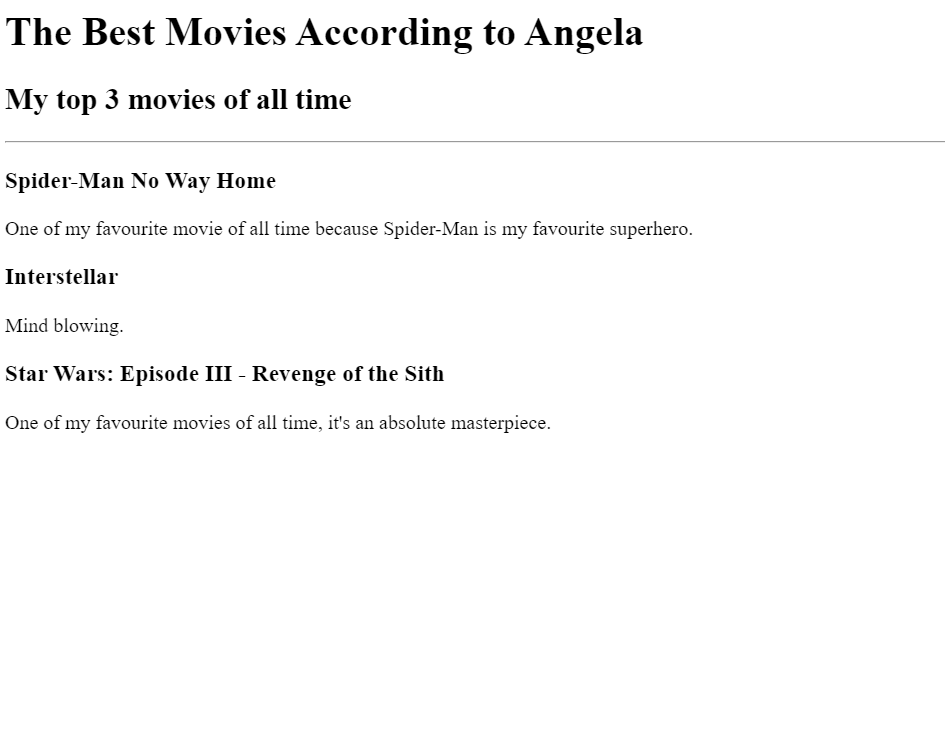 The Best Movies According to Angela
My top 3 movies of all time
Spider-Man No Way Home
One of my favourite movie of all time because Spider-Man is my favourite superhero.
Interstellar
Mind blowing.
Star Wars: Episode III - Revenge of the Sith
One of my favourite movies of all time, it's an absolute masterpiece.